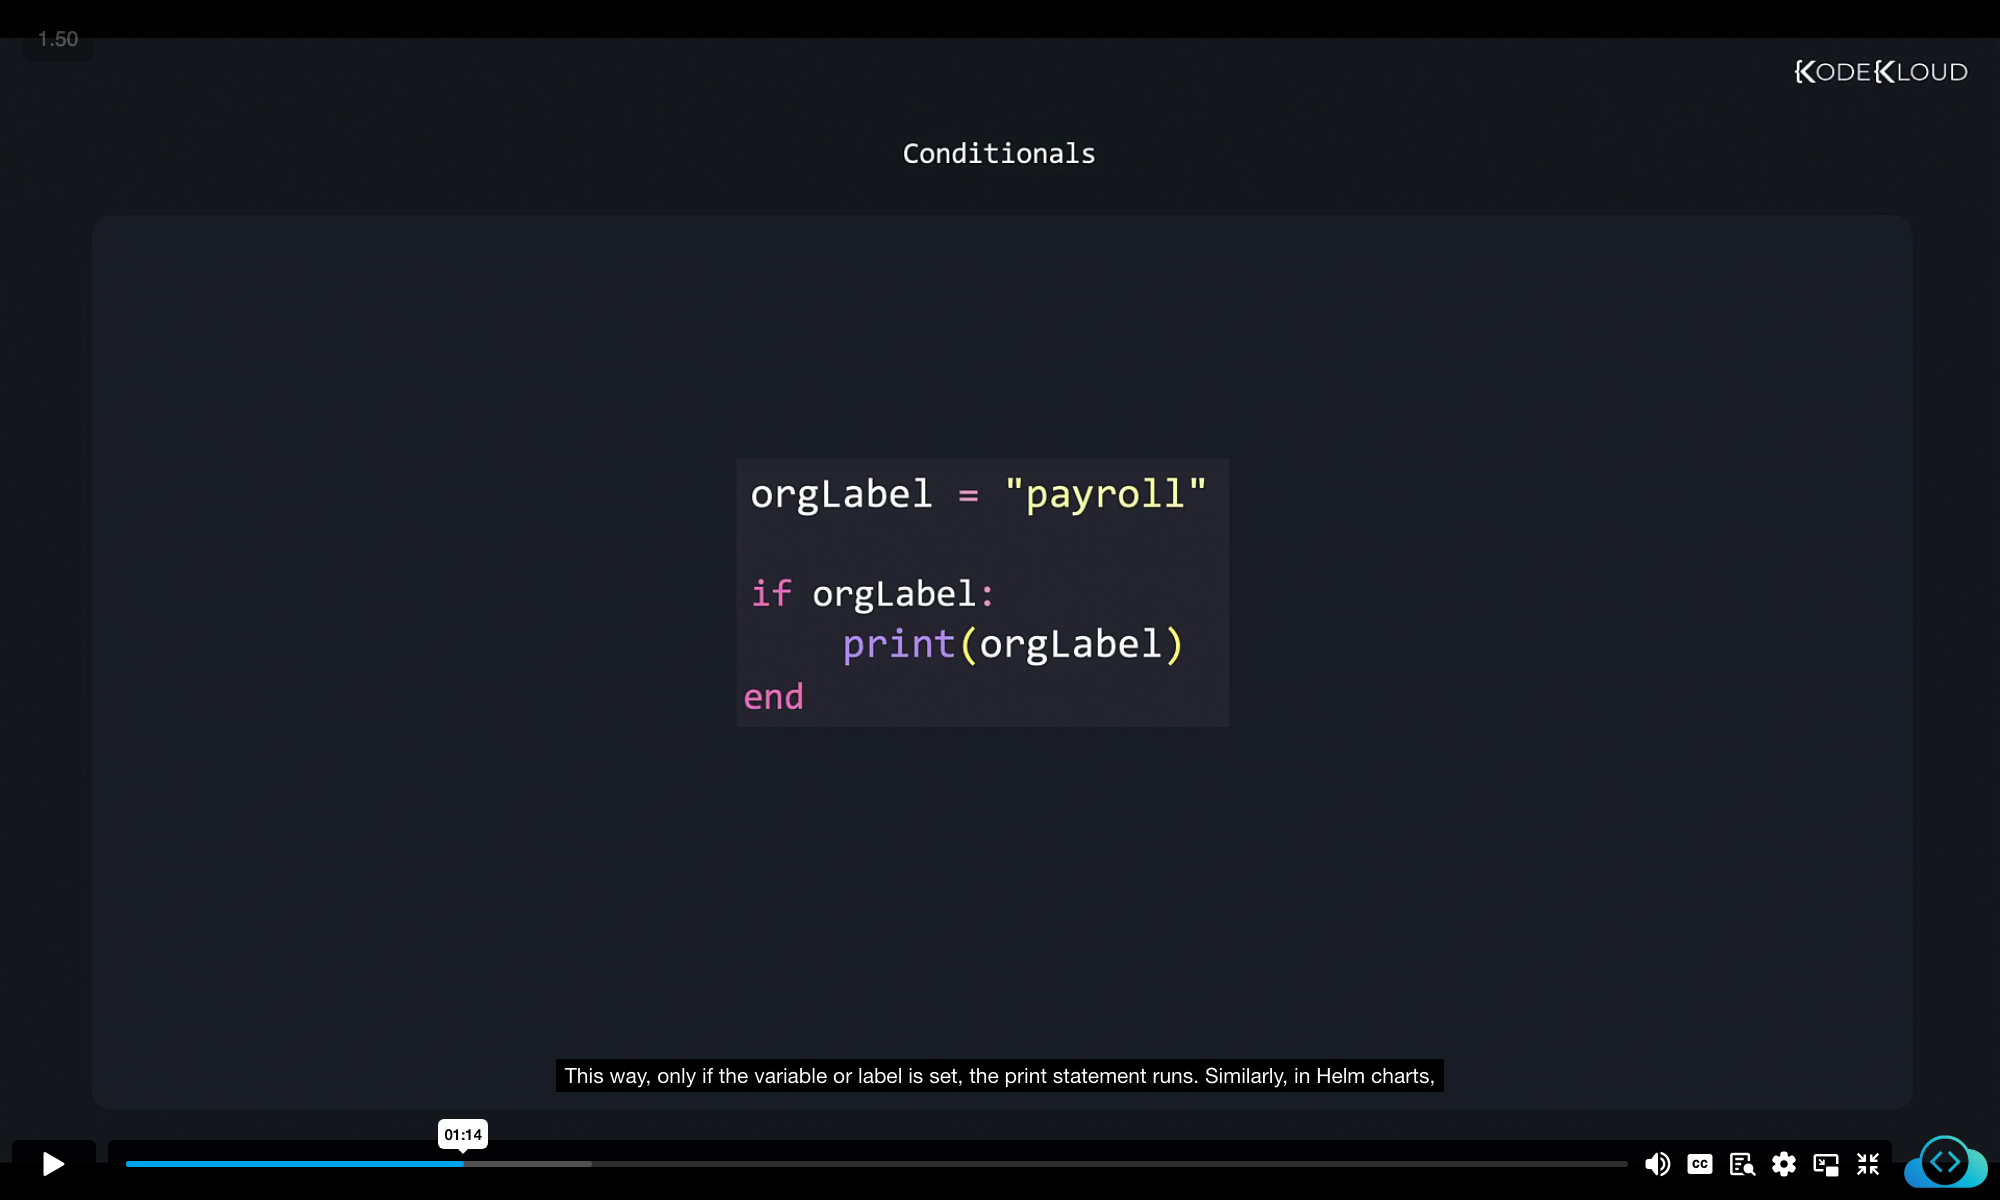 1.50
KODEKLOUD
Conditionals
orgLabel = "payroll"
if orgLabel:
print(orgLabel)
end
This way, only if the variable or label is set, the print statement runs. Similarly, in Helm charts,
01:14
CC